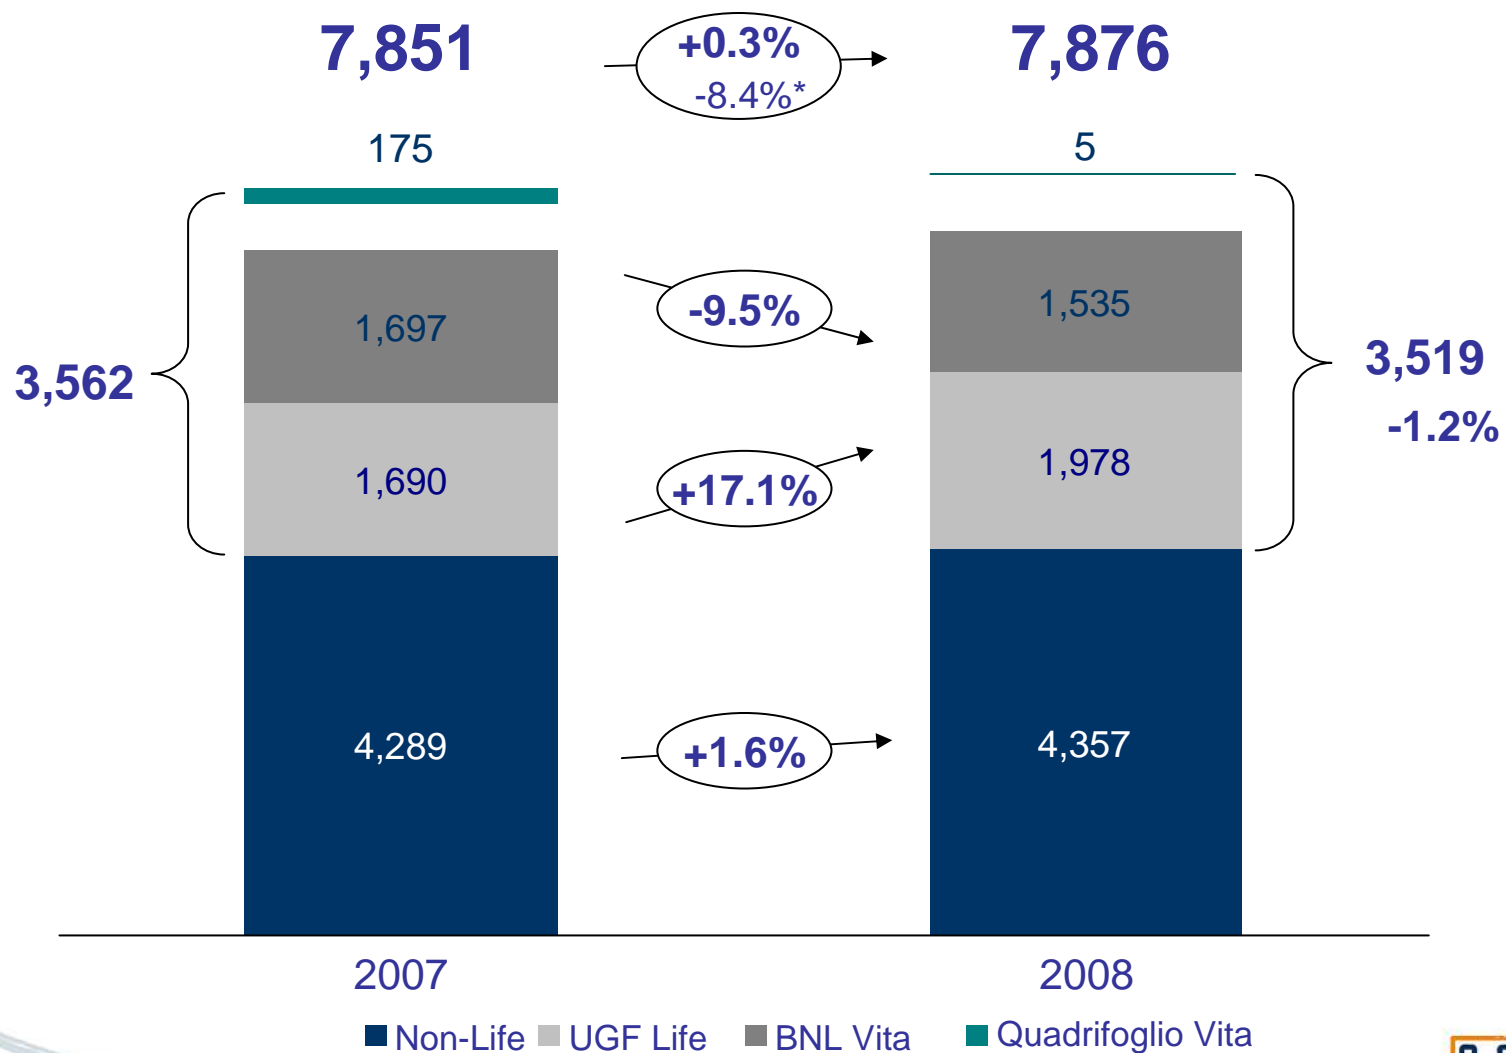 7,851 +0.3% 7,876
-8.4%*
175 5
1,697 -9.5% 1,535
3,562 3,519
-1.2%
1,690 +17.1% 1,978
4,289 +1.6% 4,357
2007 2008
Non-Life UGF Life BNL Vita Quadrifoglio Vita